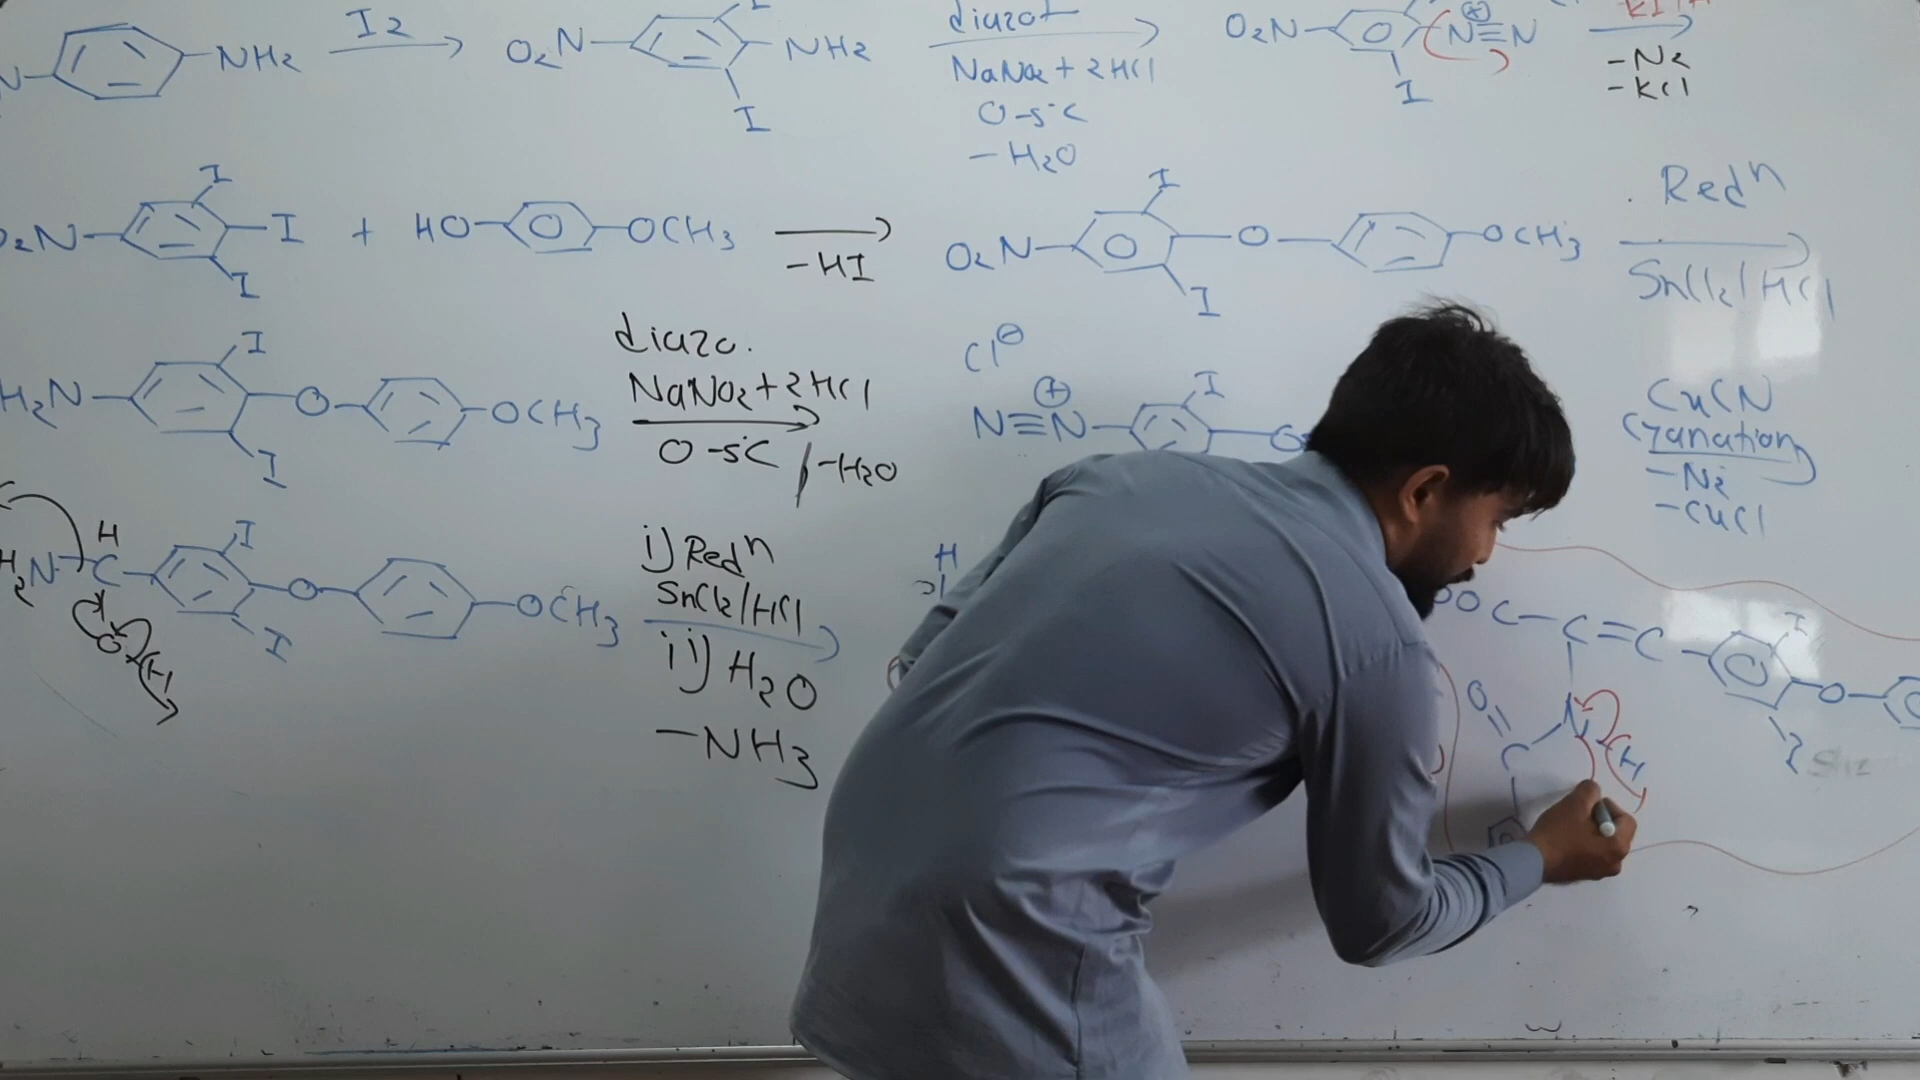 N-NH2 I2 O2N-NH2 I I diazot NaNO2 + 2HCl 0-5°C -H2O O2N-N≡N ⊕ I KI -N2 -KCl
O2N-I I I + HO-OCH3 -HI O2N-O-OCH3 I I Redn SnCl2/HCl
H2N-O-OCH3 I I diazo. NaNO2+2HCl 0-5°C /-H2O Cl⊖ N≡N ⊕ I O CuCN Cyanation -N2 -CuCl
H2N-C-O-OCH3 H O H I I i) Redn SnCl2/HCl ii) H2O -NH3 H OOC-C=C I O N C H